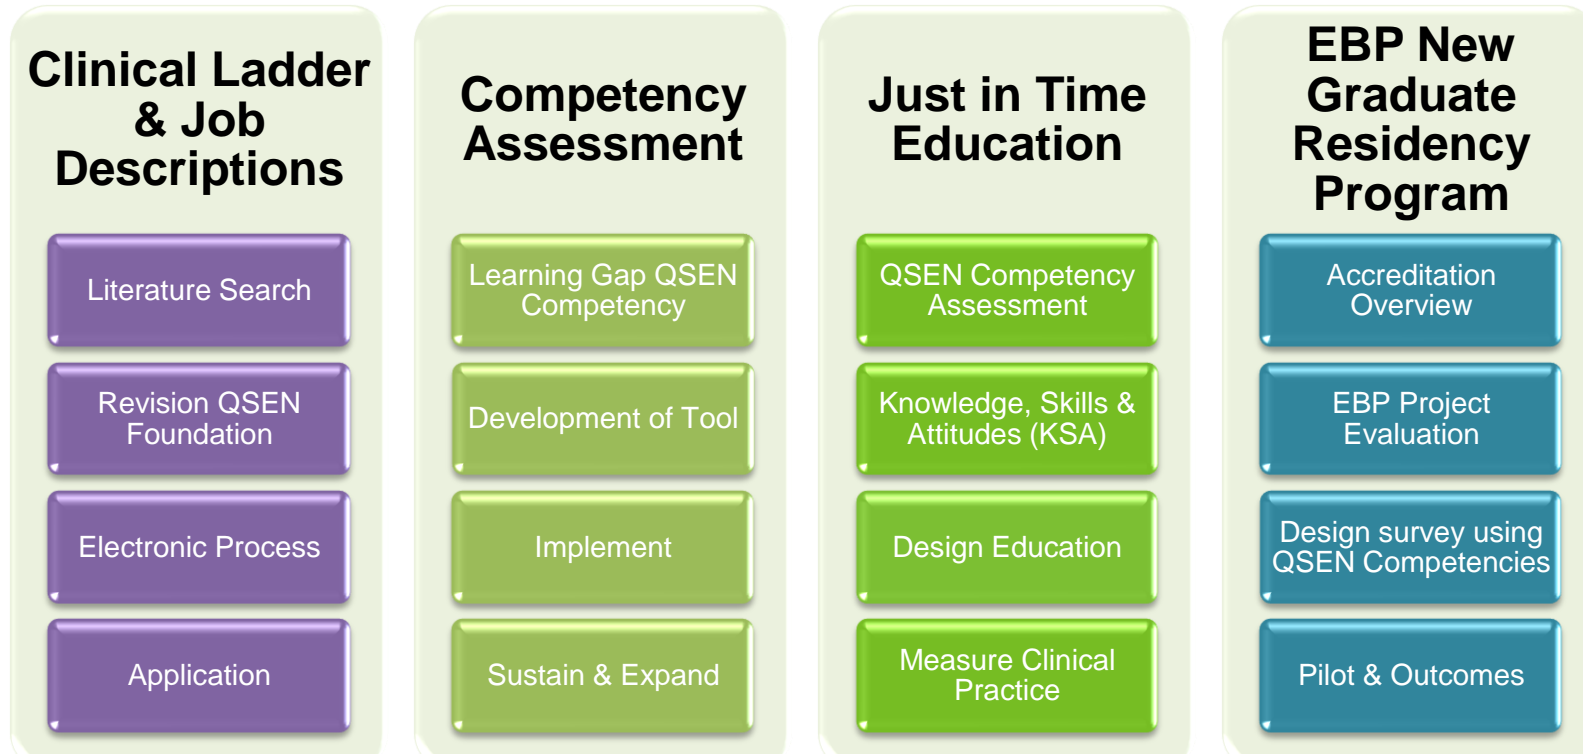 Clinical Ladder
& Job
Descriptions
Literature Search
Revision QSEN
Foundation
Electronic Process
Application
Competency
Assessment
Learning Gap QSEN
Competency
Development of Tool
Implement
Sustain & Expand
Just in Time
Education
QSEN Competency
Assessment
Knowledge, Skills &
Attitudes (KSA)
Design Education
Measure Clinical
Practice
EBP New
Graduate
Residency
Program
Accreditation
Overview
EBP Project
Evaluation
Design survey using
QSEN Competencies
Pilot & Outcomes